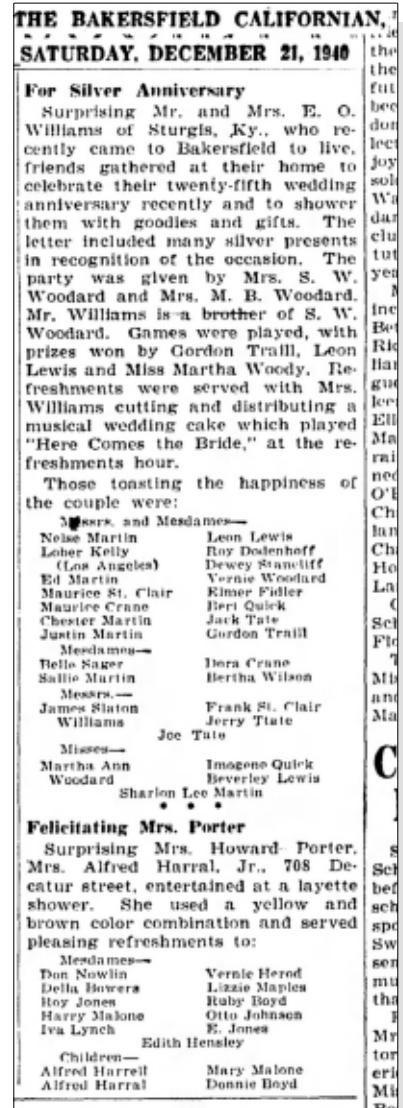 THE BAKERSFIELD CALIFORNIAN,
SATURDAY, DECEMBER 21, 1940
For Silver Anniversary
Surprising Mr. and Mrs. E. O.
Williams of Sturgis, Ky., who re-
cently came to Bakersfield to live,
friends gathered at their home to
celebrate their twenty-fifth wedding
anniversary recently and to shower
them with goodies and gifts. The
letter included many silver presents
in recognition of the occasion. The
party was given by Mrs. S. W.
Woodard and Mrs. M. B. Woodard.
Mr. Williams is a brother of S. W.
Woodard. Games were played, with
prizes won by Gordon Traill, Leon
Lewis and Miss Martha Woody. Re-
freshments were served with Mrs.
Williams cutting and distributing a
musical wedding cake which played
"Here Comes the Bride," at the re-
freshments hour.
Those toasting the happiness of
the couple were:
Messrs. and Mesdames—
Nelse Martin
Loher Kelly
(Los Angeles)
Ed Martin
Maurice St. Clair
Maurice Crane
Chester Martin
Justin Martin
Leon Lewis
Roy Dodenhoff
Dewey Stancliff
Vernie Woodard
Elmer Fidler
Bert Quick
Jack Tate
Gordon Traill
Mesdames—
Belle Sager
Sallie Martin
Dora Crane
Bertha Wilson
Messrs.—
James Slaton
Williams
Frank St. Clair
Jerry Ttate
Joe Tate
Misses—
Martha Ann
Woodard
Imogene Quick
Beverley Lewis
Sharlon Lee Martin
• • •
Felicitating Mrs. Porter
Surprising Mrs. Howard Porter,
Mrs. Alfred Harral, Jr., 708 De-
catur street, entertained at a layette
shower. She used a yellow and
brown color combination and served
pleasing refreshments to:
Mesdames—
Don Nowlin
Della Bowers
Roy Jones
Harry Malone
Iva Lynch
Vernie Herod
Lizzie Maples
Ruby Boyd
Otto Johnson
E. Jones
Edith Hensley
Children—
Alfred Harrell
Alfred Harral
Mary Malone
Donnie Boyd